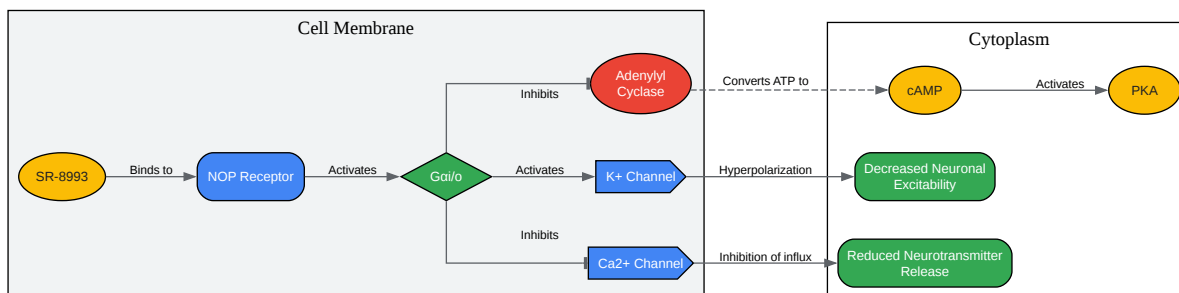 Cell Membrane
Cytoplasm
Adenylyl
Cyclase
Converts ATP to
cAMP
Activates
PKA
Inhibits
SR-8993
Binds to
NOP Receptor
Activates
Gαi/o
Activates
K+ Channel
Hyperpolarization
Decreased Neuronal
Excitability
Inhibits
Ca2+ Channel
Inhibition of influx
Reduced Neurotransmitter
Release